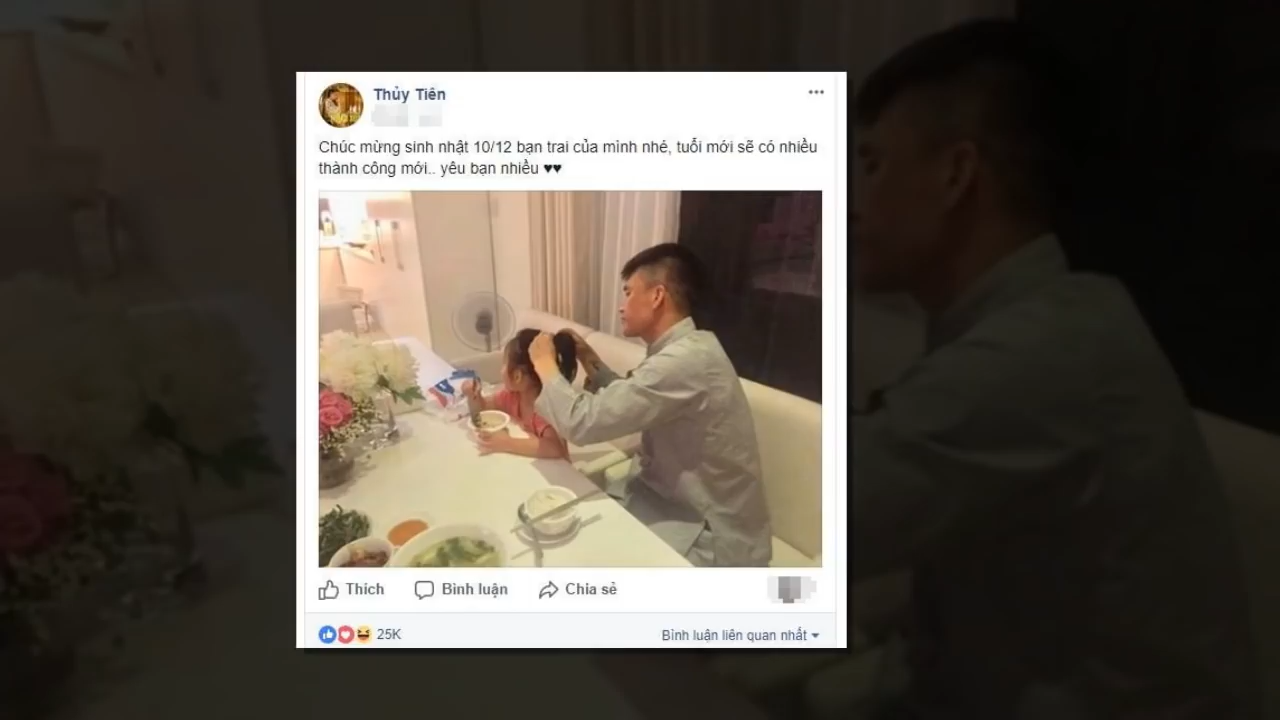 Thủy Tiên
Chúc mừng sinh nhật 10/12 bạn trai của mình nhé, tuổi mới sẽ có nhiều
thành công mới.. yêu bạn nhiều ♥♥
Thích
Bình luận
Chia sẻ
25K
Bình luận liên quan nhất